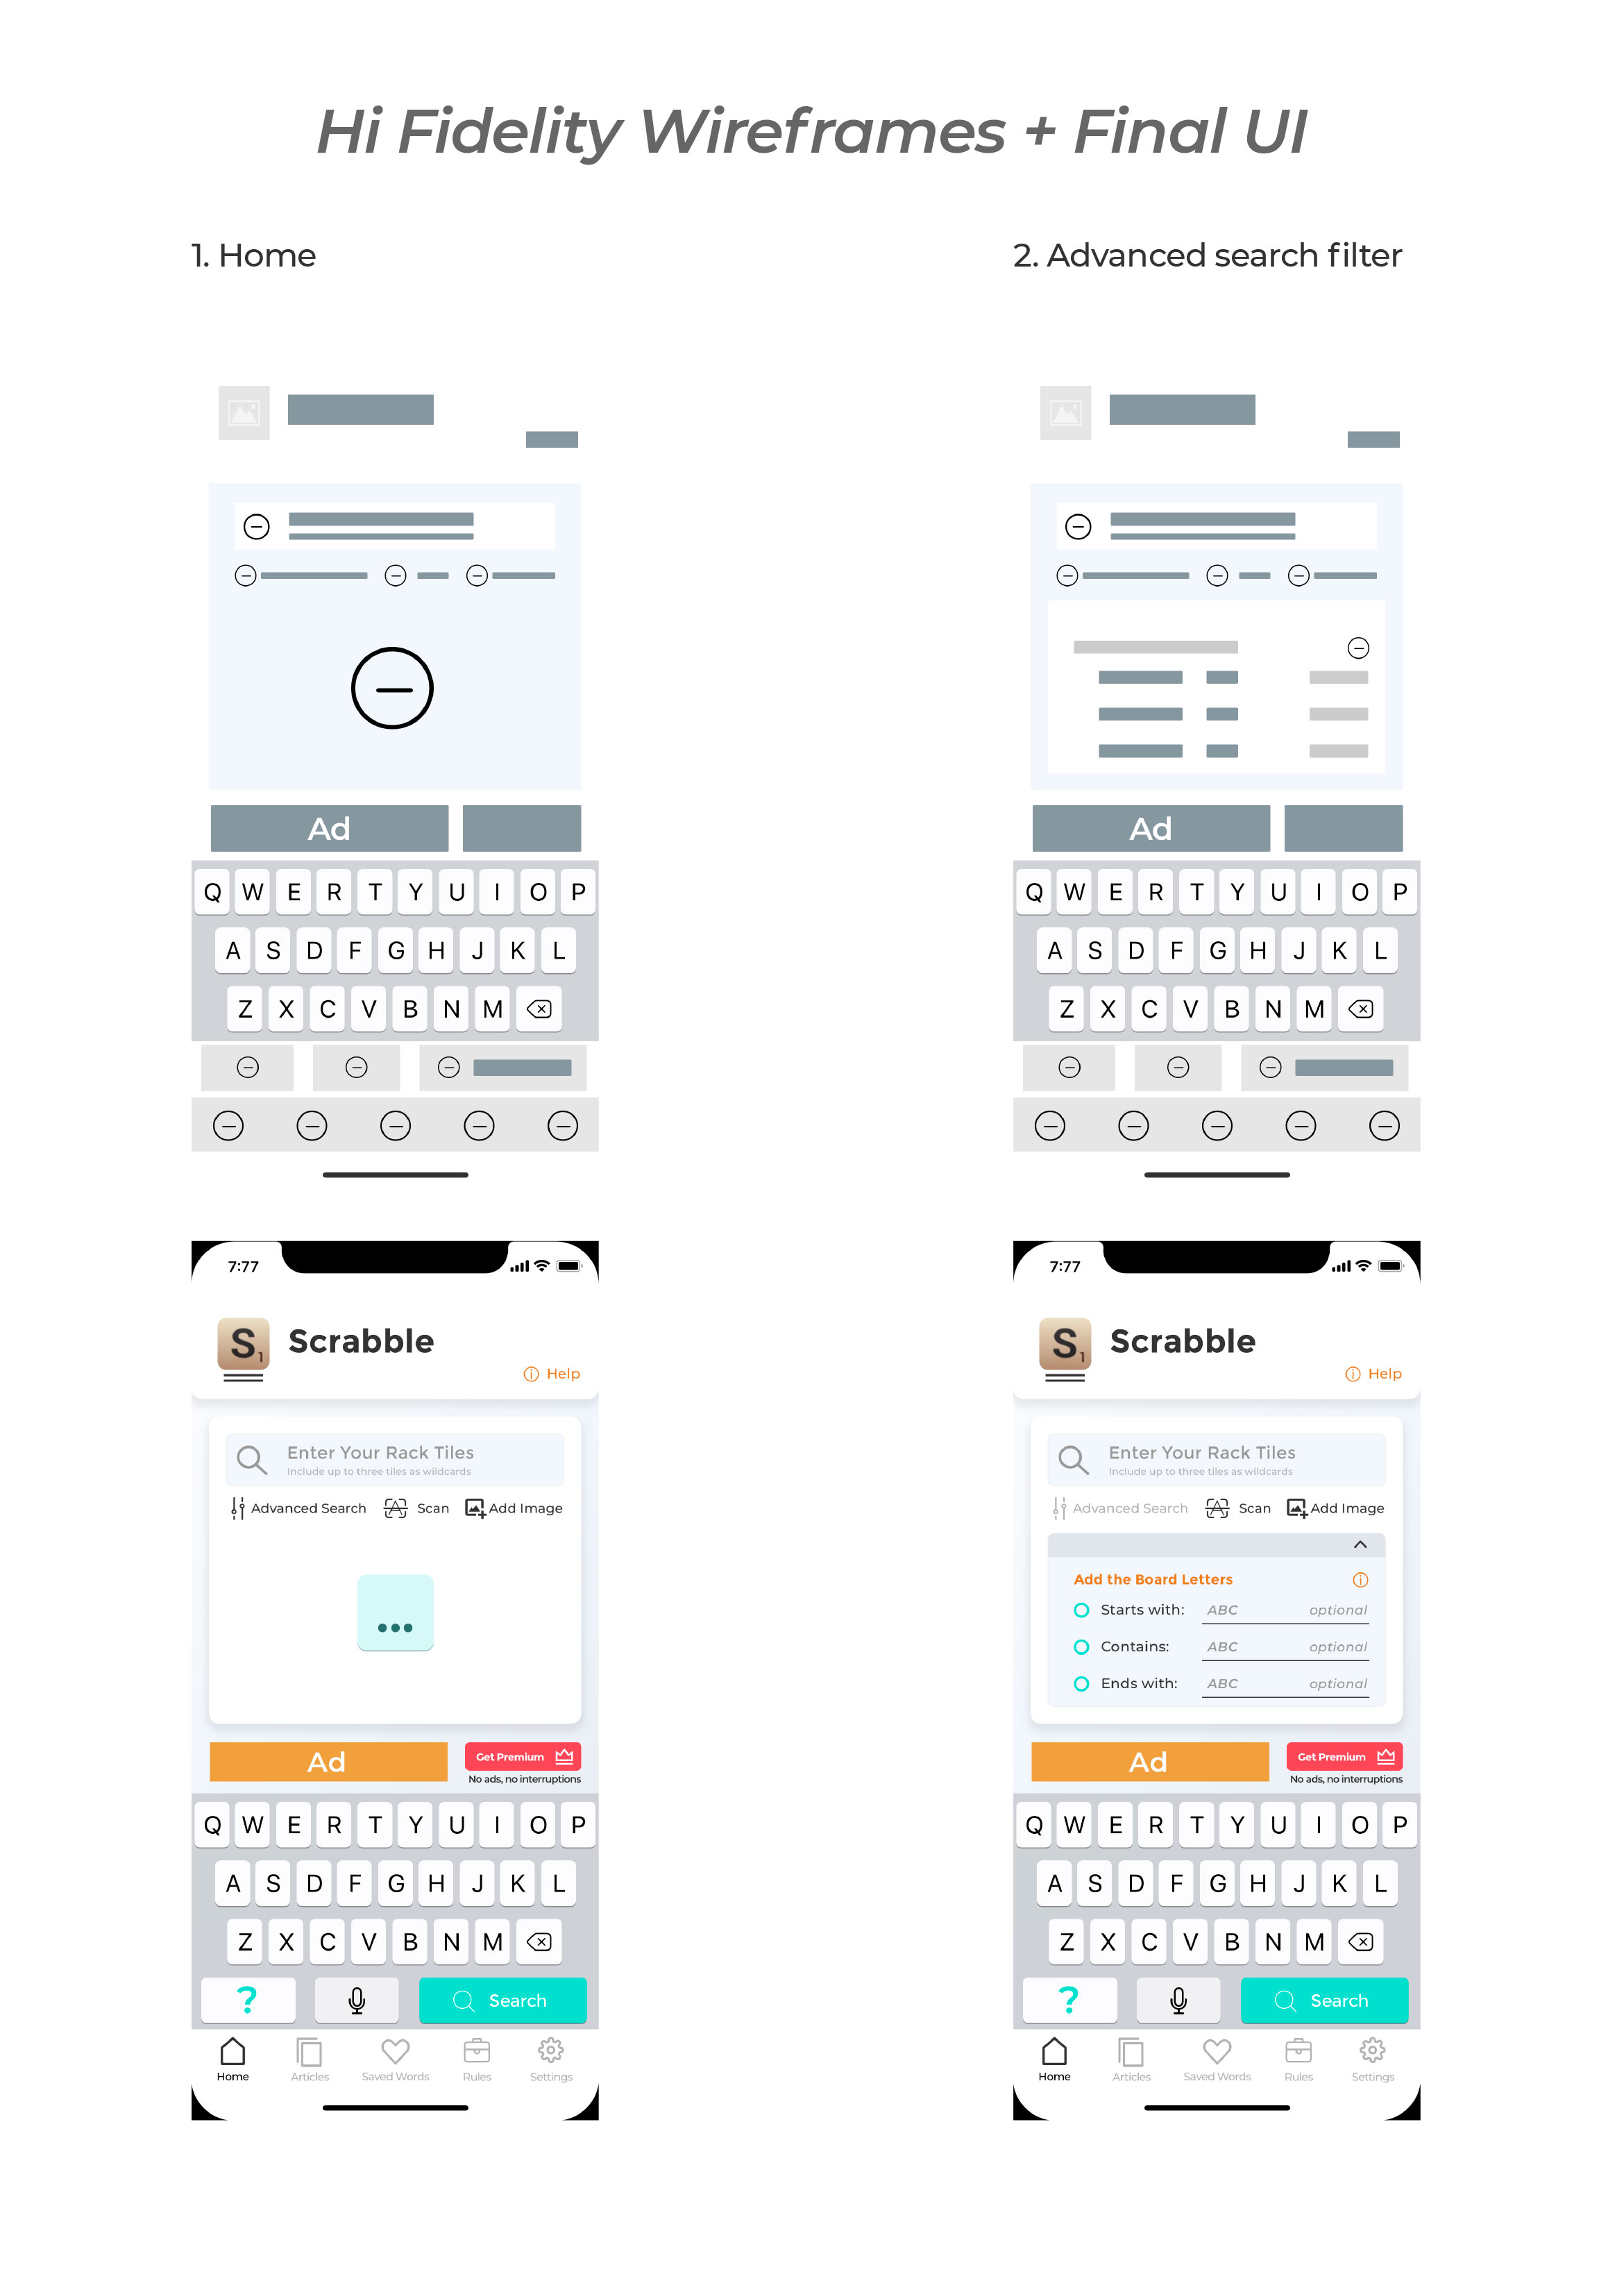 Hi Fidelity Wireframes + Final UI
1. Home
2. Advanced search filter
Ad
Q W E R T Y U I O P
A S D F G H J K L
Z X C V B N M
Ad
Q W E R T Y U I O P
A S D F G H J K L
Z X C V B N M
7:77
S1
Scrabble
Help
Enter Your Rack Tiles
Include up to three tiles as wildcards
Advanced Search Scan Add Image
Ad
Get Premium
No ads, no interruptions
Q W E R T Y U I O P
A S D F G H J K L
Z X C V B N M
? Search
Home Articles Saved Words Rules Settings
7:77
S1
Scrabble
Help
Enter Your Rack Tiles
Include up to three tiles as wildcards
Advanced Search Scan Add Image
Add the Board Letters
Starts with: ABC optional
Contains: ABC optional
Ends with: ABC optional
Ad
Get Premium
No ads, no interruptions
Q W E R T Y U I O P
A S D F G H J K L
Z X C V B N M
? Search
Home Articles Saved Words Rules Settings